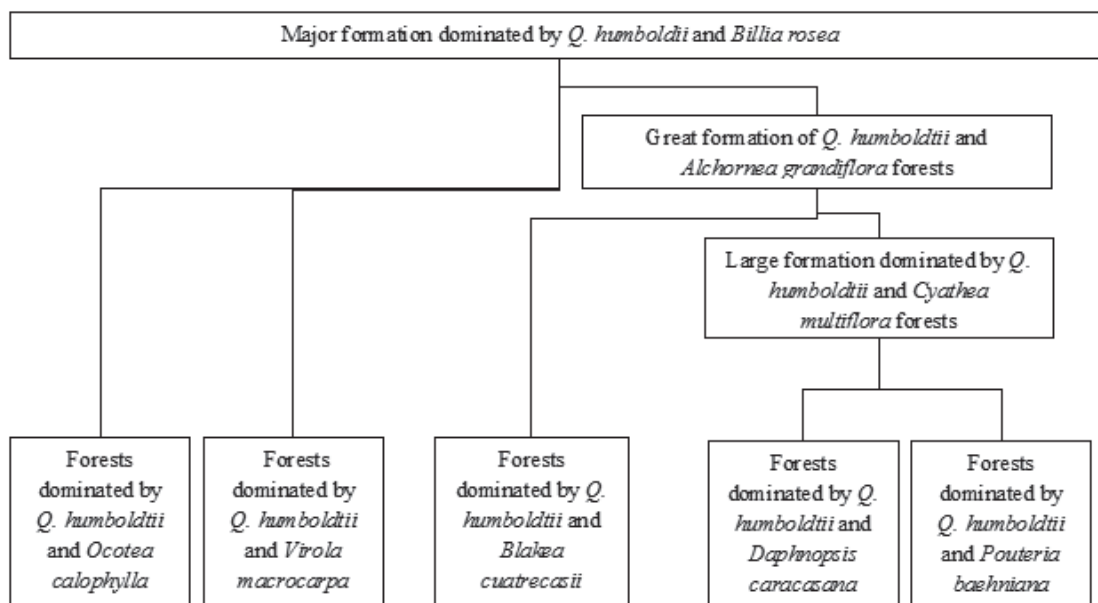 Major formation dominated by Q. humboldii and Billia rosea
Great formation of Q. humboldtii and
Alchornea grandiflora forests
Large formation dominated by Q.
humboldtii and Cyathea
multiflora forests
Forests
dominated by
Q. humboldtii
and Ocotea
calophylla
Forests
dominated by
Q. humboldtii
and Virola
macrocarpa
Forests
dominated by Q.
humboldtii and
Blakea
cuatrecasii
Forests
dominated by Q.
humboldtii and
Daphnopsis
caracasana
Forests
dominated by
Q. humboldtii
and Pouteria
baehniana